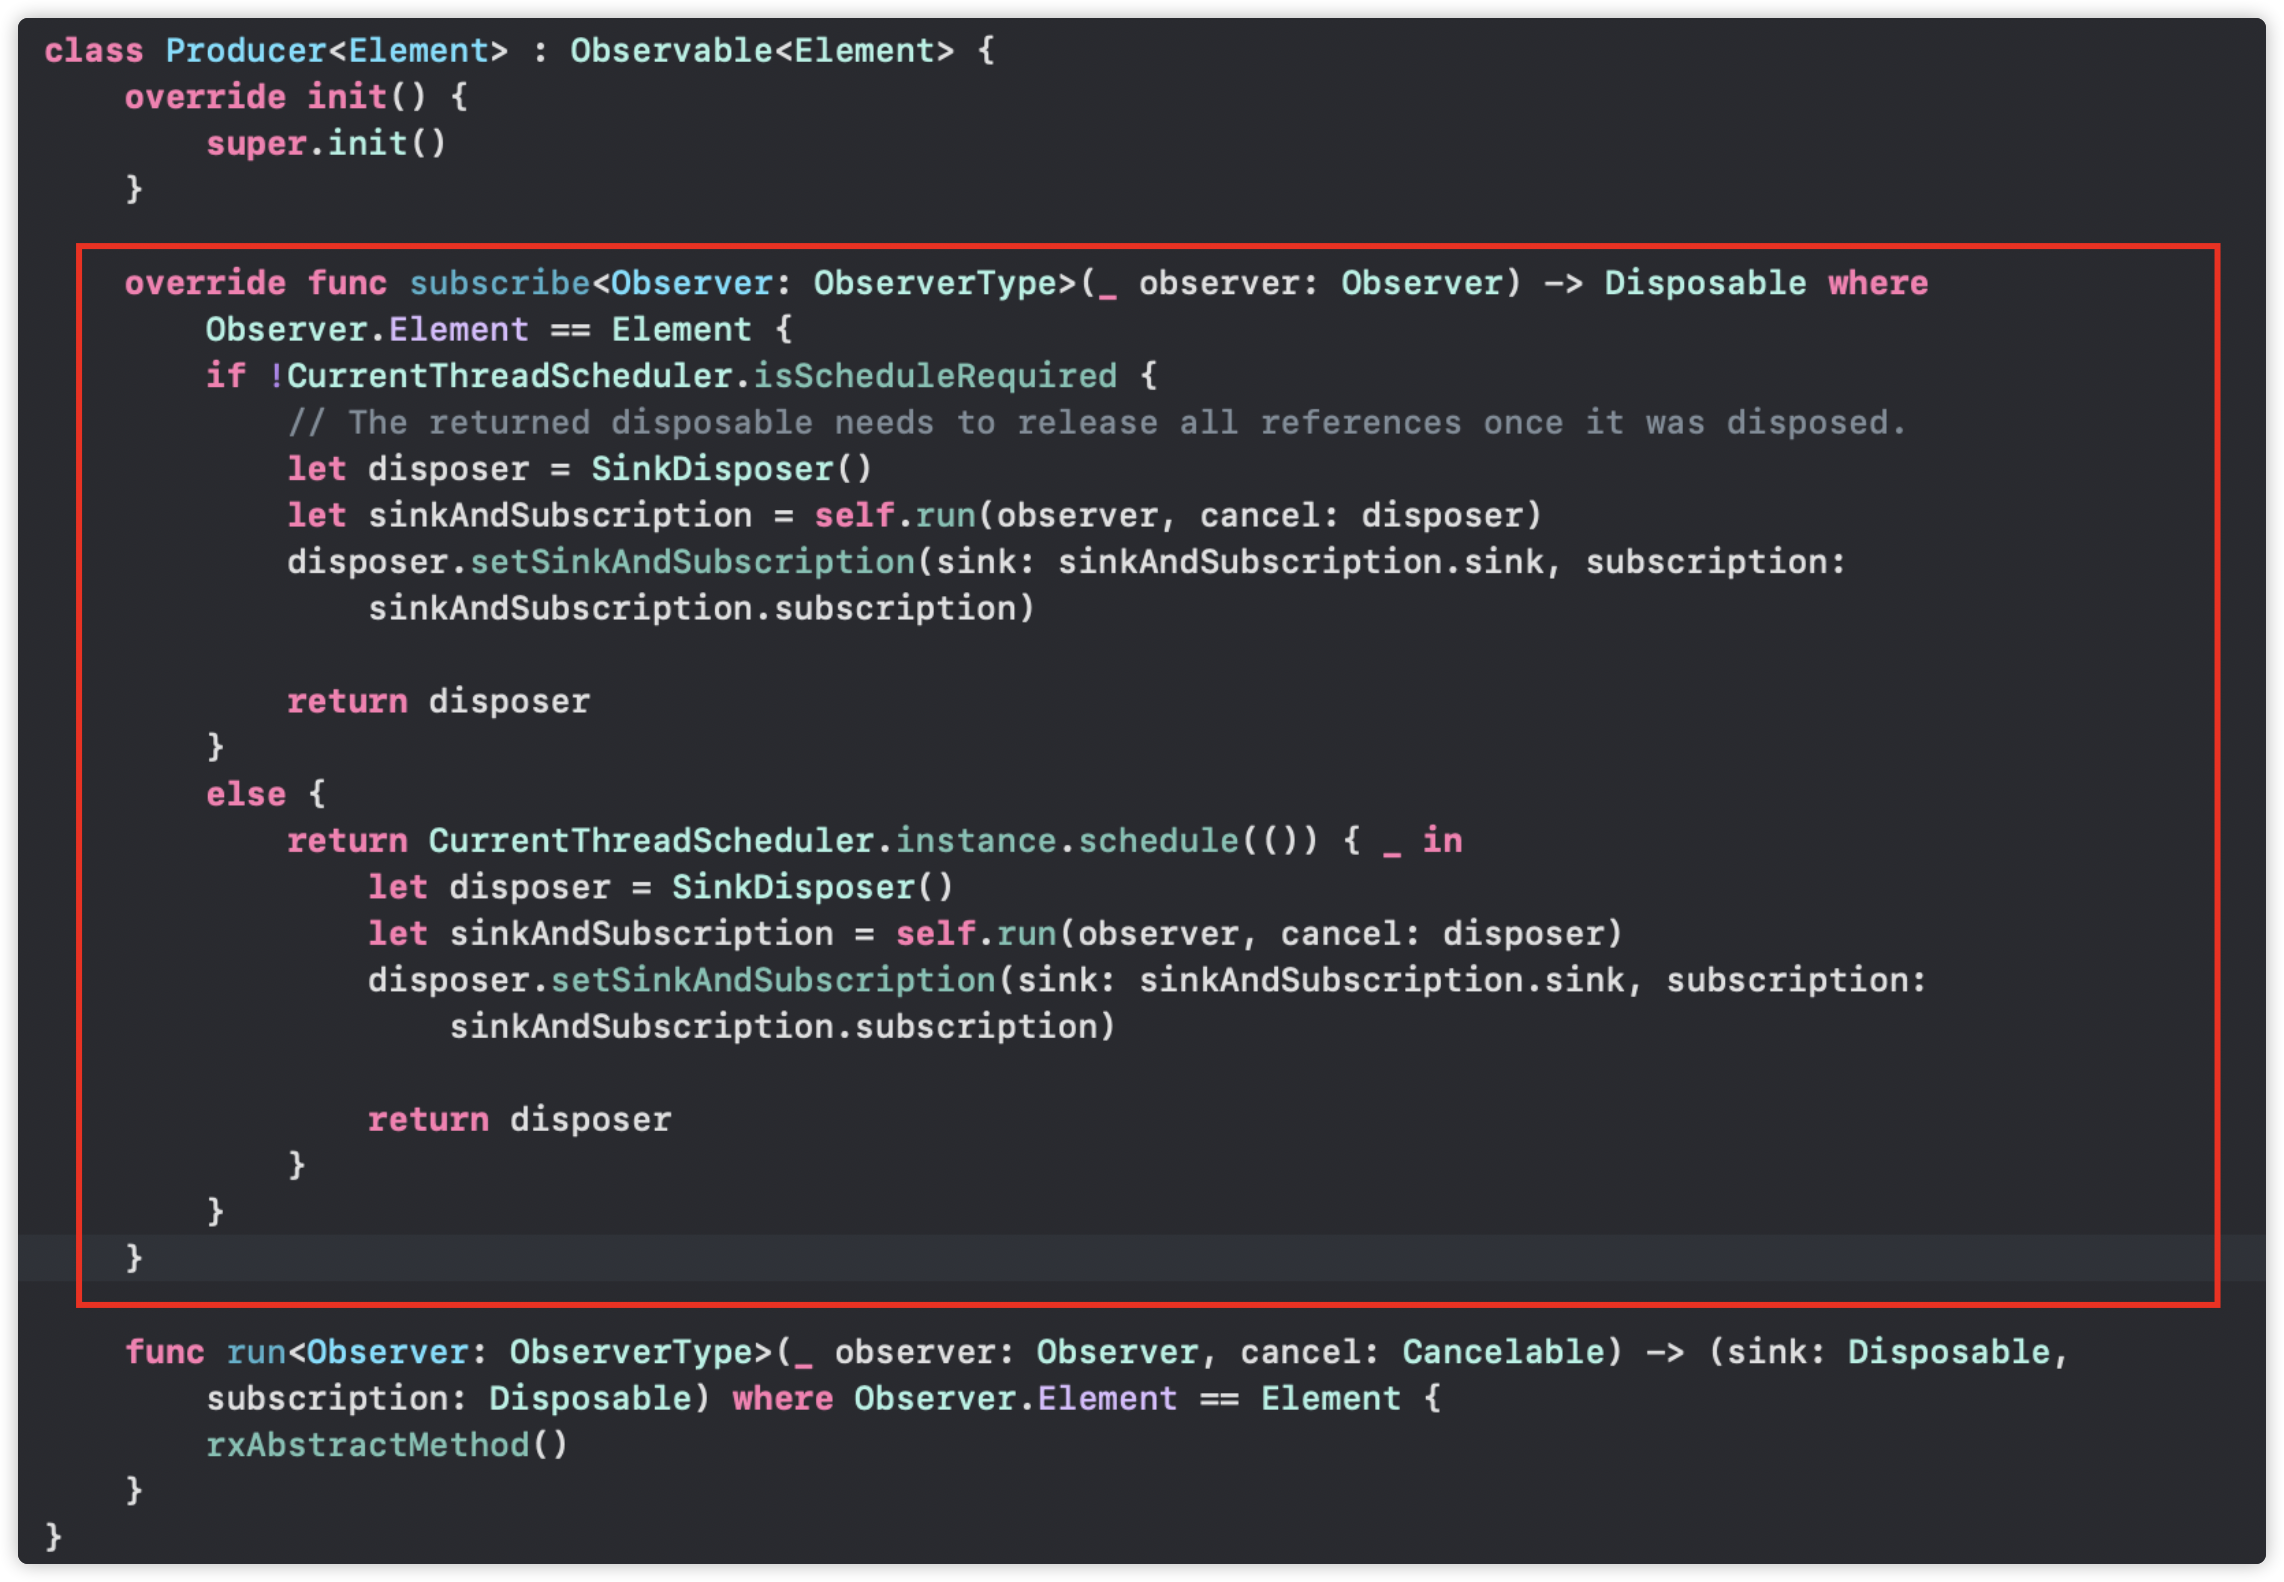 class Producer<Element> : Observable<Element> {
    override init() {
        super.init()
    }

    override func subscribe<Observer: ObserverType>(_ observer: Observer) -> Disposable where
        Observer.Element == Element {
        if !CurrentThreadScheduler.isScheduleRequired {
            // The returned disposable needs to release all references once it was disposed.
            let disposer = SinkDisposer()
            let sinkAndSubscription = self.run(observer, cancel: disposer)
            disposer.setSinkAndSubscription(sink: sinkAndSubscription.sink, subscription:
                sinkAndSubscription.subscription)

            return disposer
        }
        else {
            return CurrentThreadScheduler.instance.schedule(()) { _ in
                let disposer = SinkDisposer()
                let sinkAndSubscription = self.run(observer, cancel: disposer)
                disposer.setSinkAndSubscription(sink: sinkAndSubscription.sink, subscription:
                    sinkAndSubscription.subscription)

                return disposer
            }
        }
    }

    func run<Observer: ObserverType>(_ observer: Observer, cancel: Cancelable) -> (sink: Disposable,
        subscription: Disposable) where Observer.Element == Element {
        rxAbstractMethod()
    }
}